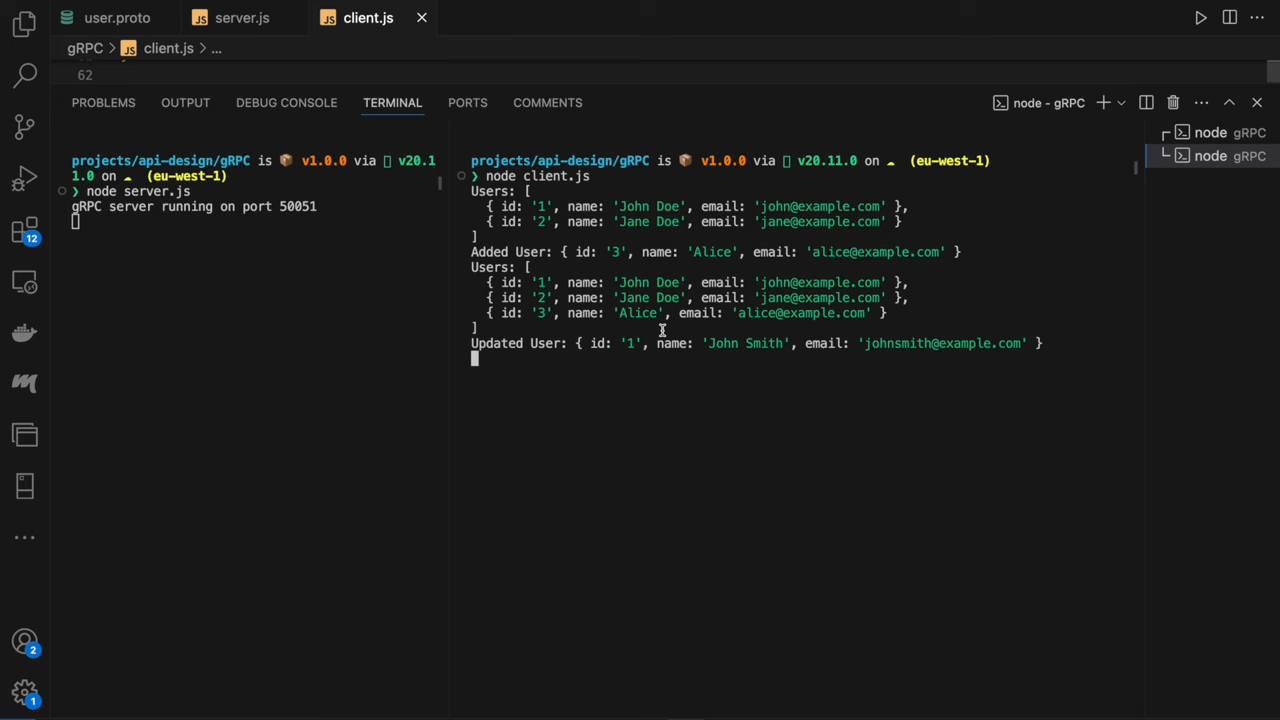 user.proto
JS server.js
JS client.js
gRPC > JS client.js > ...
62
PROBLEMS OUTPUT DEBUG CONSOLE TERMINAL PORTS COMMENTS
node - gRPC
node gRPC
node gRPC
projects/api-design/gRPC is 📦 v1.0.0 via v20.1
1.0 on ☁ (eu-west-1)
❯ node server.js
gRPC server running on port 50051
projects/api-design/gRPC is 📦 v1.0.0 via v20.11.0 on ☁ (eu-west-1)
❯ node client.js
Users: [
{ id: '1', name: 'John Doe', email: 'john@example.com' },
{ id: '2', name: 'Jane Doe', email: 'jane@example.com' }
]
Added User: { id: '3', name: 'Alice', email: 'alice@example.com' }
Users: [
{ id: '1', name: 'John Doe', email: 'john@example.com' },
{ id: '2', name: 'Jane Doe', email: 'jane@example.com' },
{ id: '3', name: 'Alice', email: 'alice@example.com' }
]
Updated User: { id: '1', name: 'John Smith', email: 'johnsmith@example.com' }
12
2
1